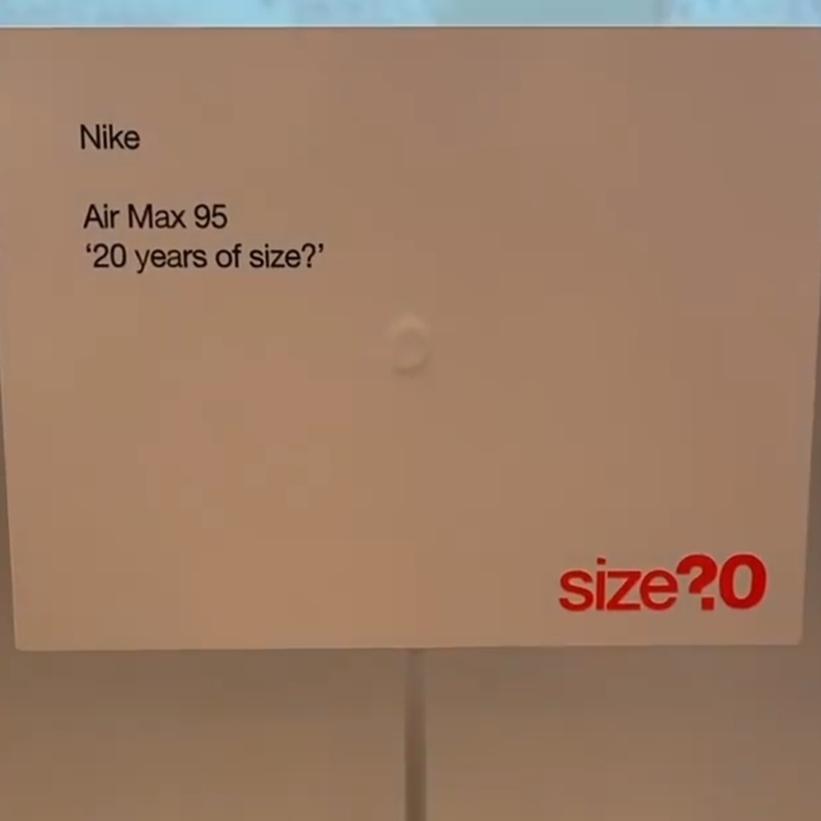 Nike
Air Max 95
‘20 years of size?’
size?0